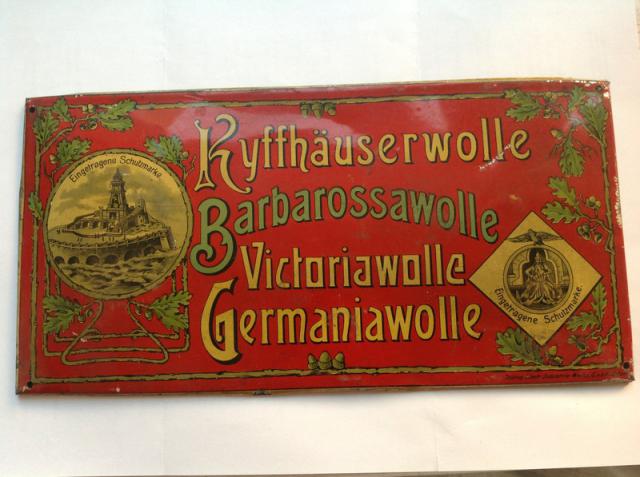 Eingetragene Schutzmarke.
Kyffhäuserwolle
Barbarossawolle
Victoriawolle
Germaniawolle
Eingetragene Schutzmarke.